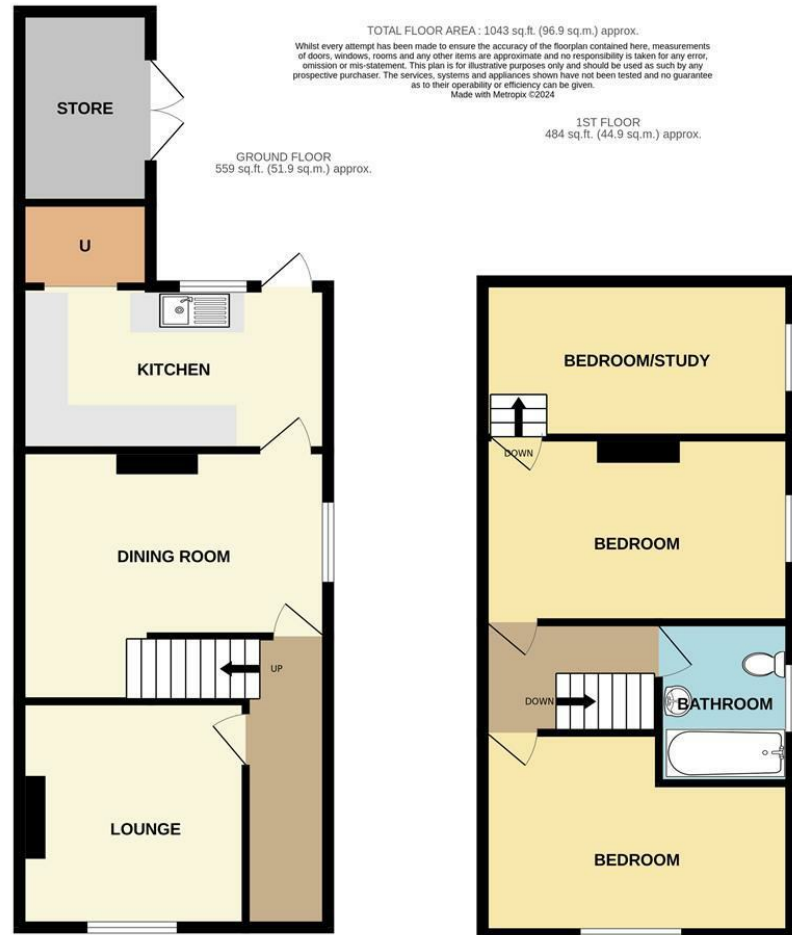 TOTAL FLOOR AREA : 1043 sq.ft. (96.9 sq.m.) approx.
Whilst every attempt has been made to ensure the accuracy of the floorplan contained here, measurements
of doors, windows, rooms and any other items are approximate and no responsibility is taken for any error,
omission or mis-statement. This plan is for illustrative purposes only and should be used as such by any
prospective purchaser. The services, systems and appliances shown have not been tested and no guarantee
as to their operability or efficiency can be given.
Made with Metropix ©2024
1ST FLOOR
484 sq.ft. (44.9 sq.m.) approx.
GROUND FLOOR
559 sq.ft. (51.9 sq.m.) approx.
STORE
U
KITCHEN
DINING ROOM
UP
LOUNGE
BEDROOM/STUDY
DOWN
BEDROOM
DOWN
BATHROOM
BEDROOM